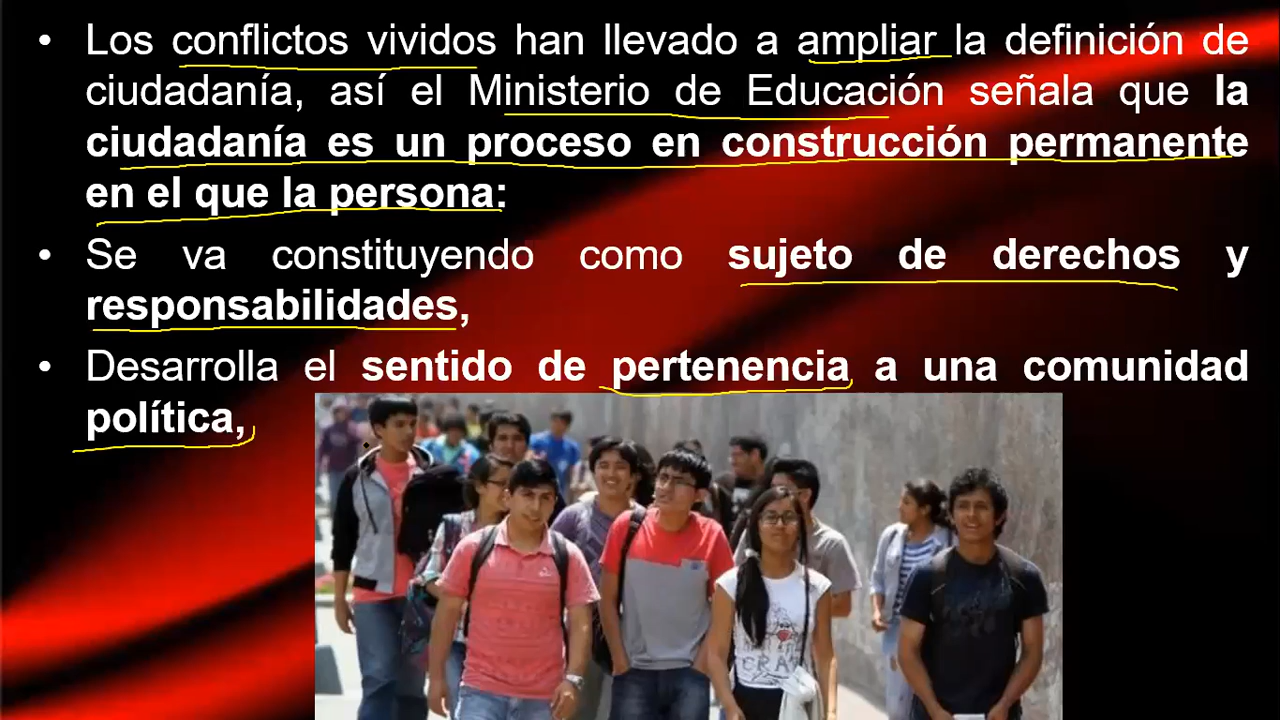 • Los conflictos vividos han llevado a ampliar la definición de
ciudadanía, así el Ministerio de Educación señala que la
ciudadanía es un proceso en construcción permanente
en el que la persona:
• Se va constituyendo como sujeto de derechos y
responsabilidades,
• Desarrolla el sentido de pertenencia a una comunidad
política,